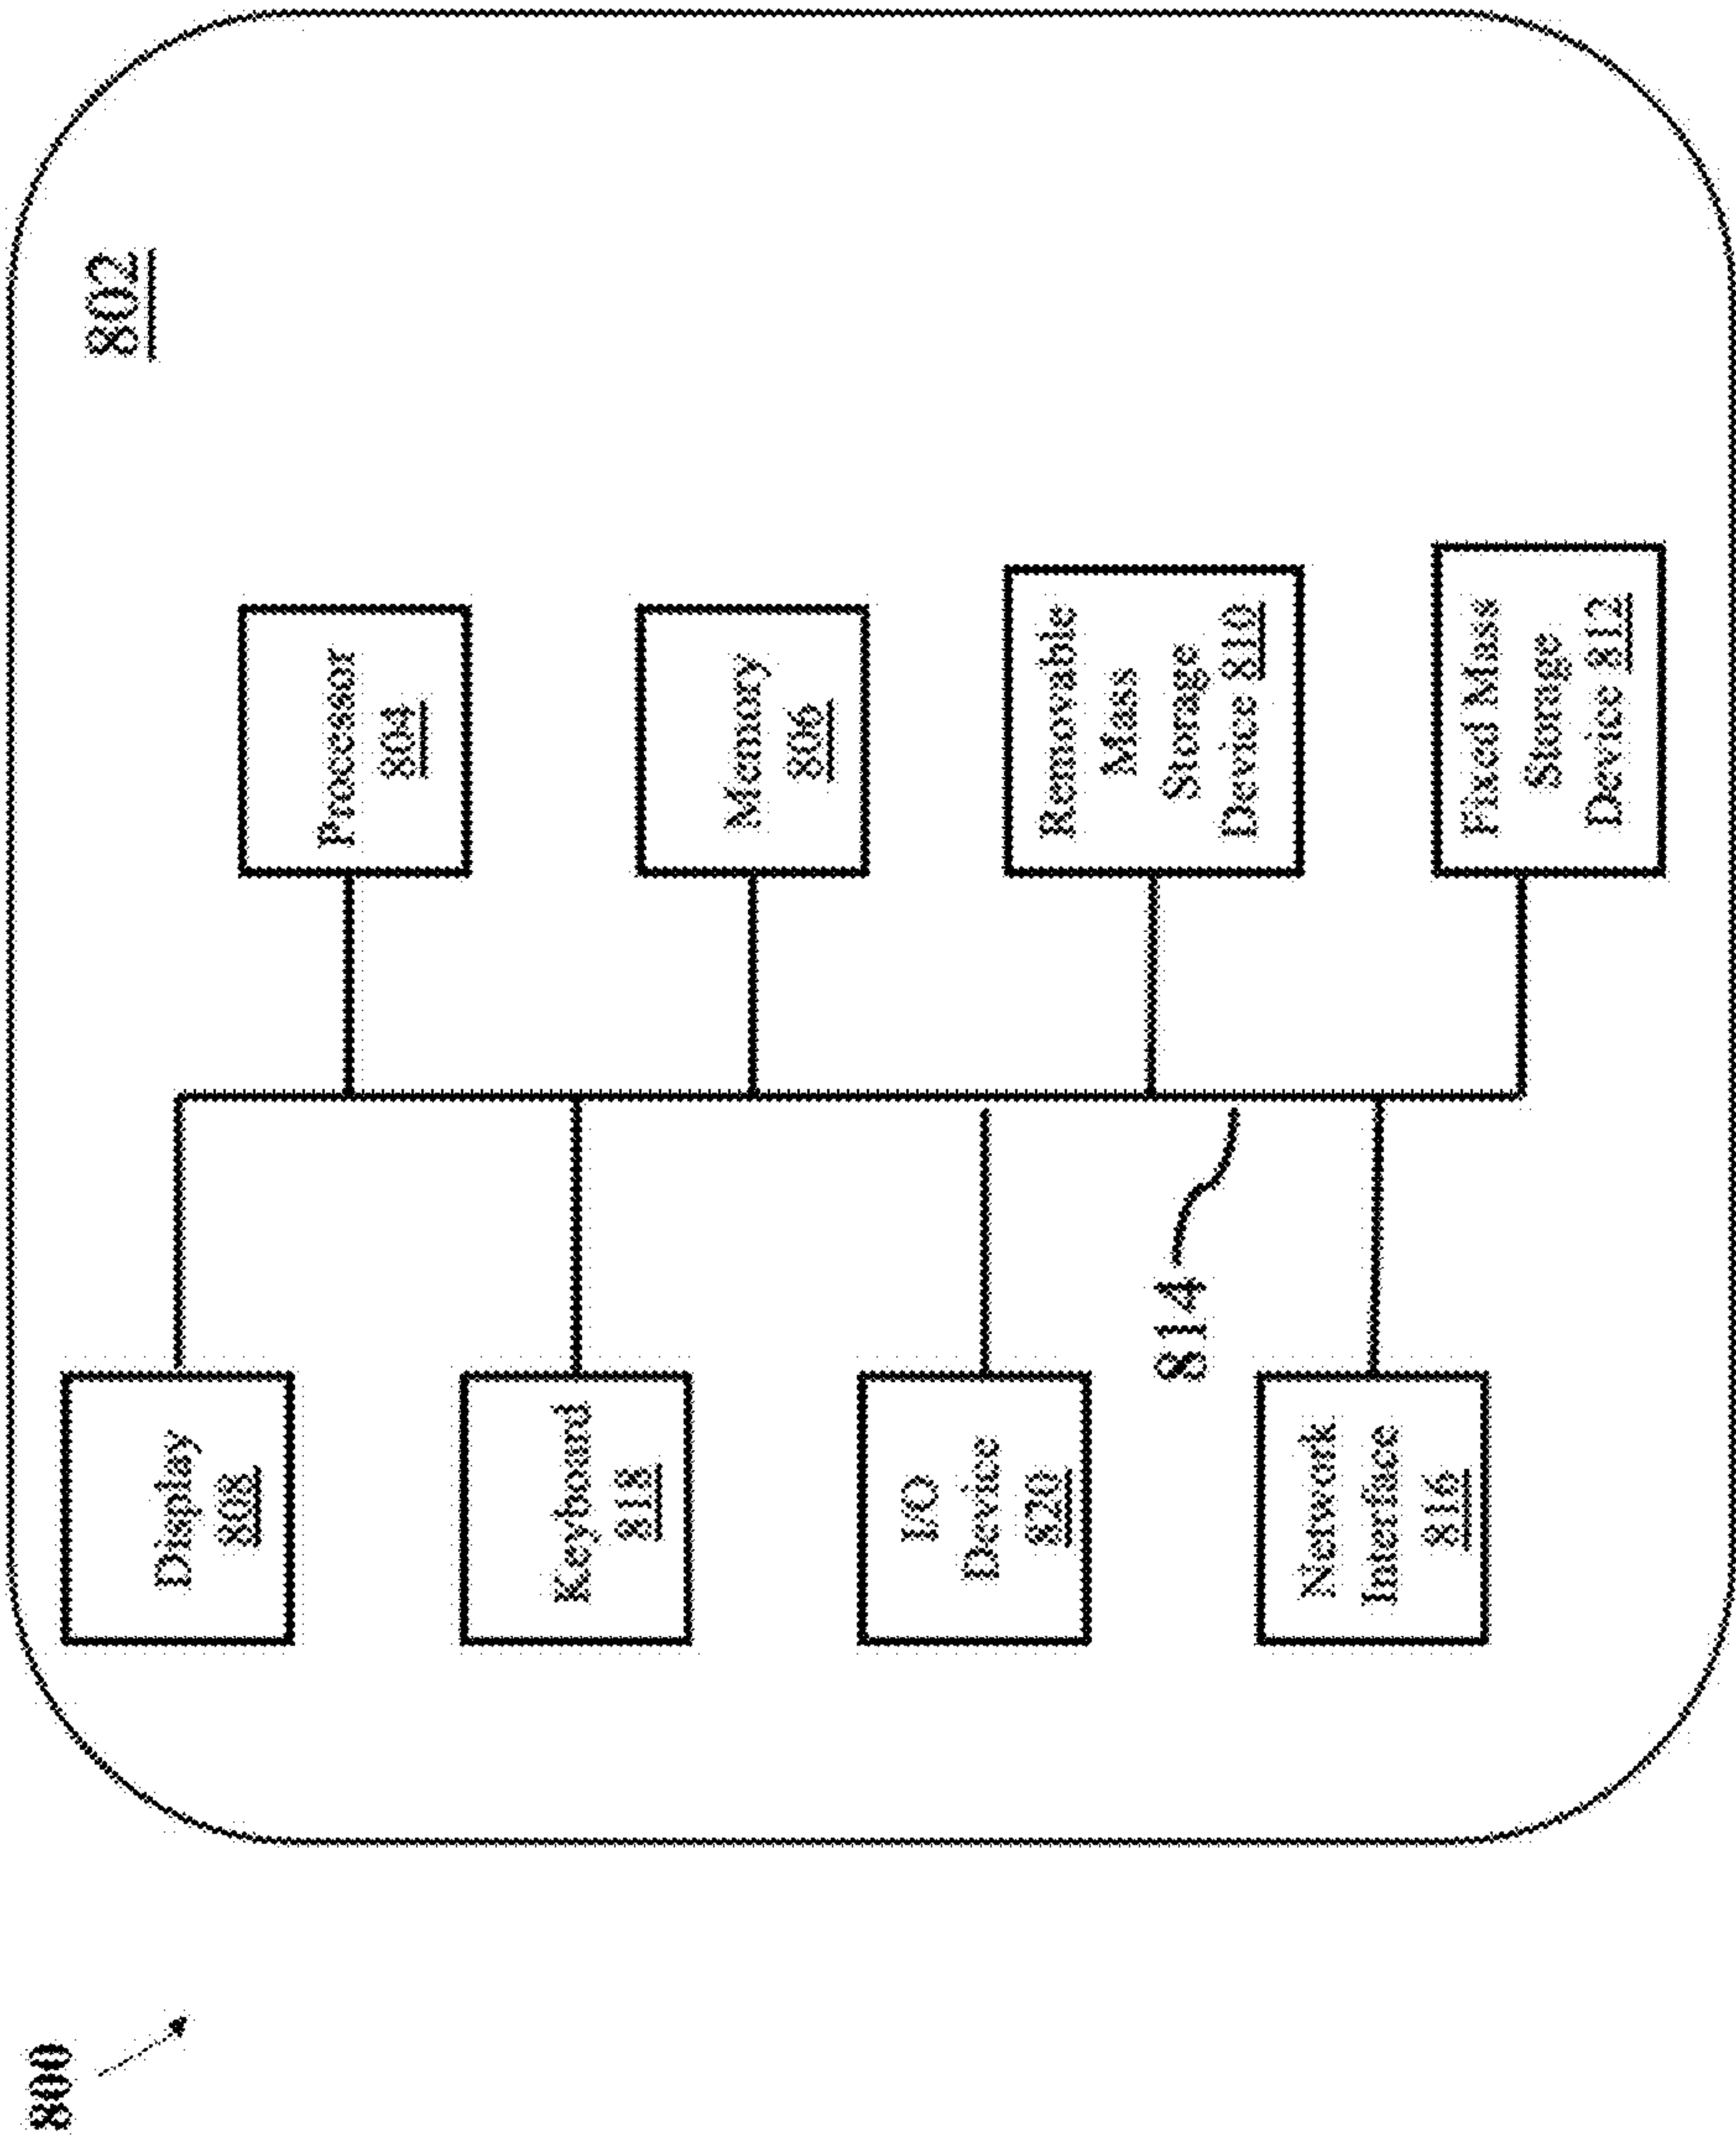 800
802
Display
808
Processor
804
Keyboard
818
Memory
806
I/O
Device
820
Removable
Mass
Storage
Device 810
814
Network
Interface
816
Fixed Mass
Storage
Device 812